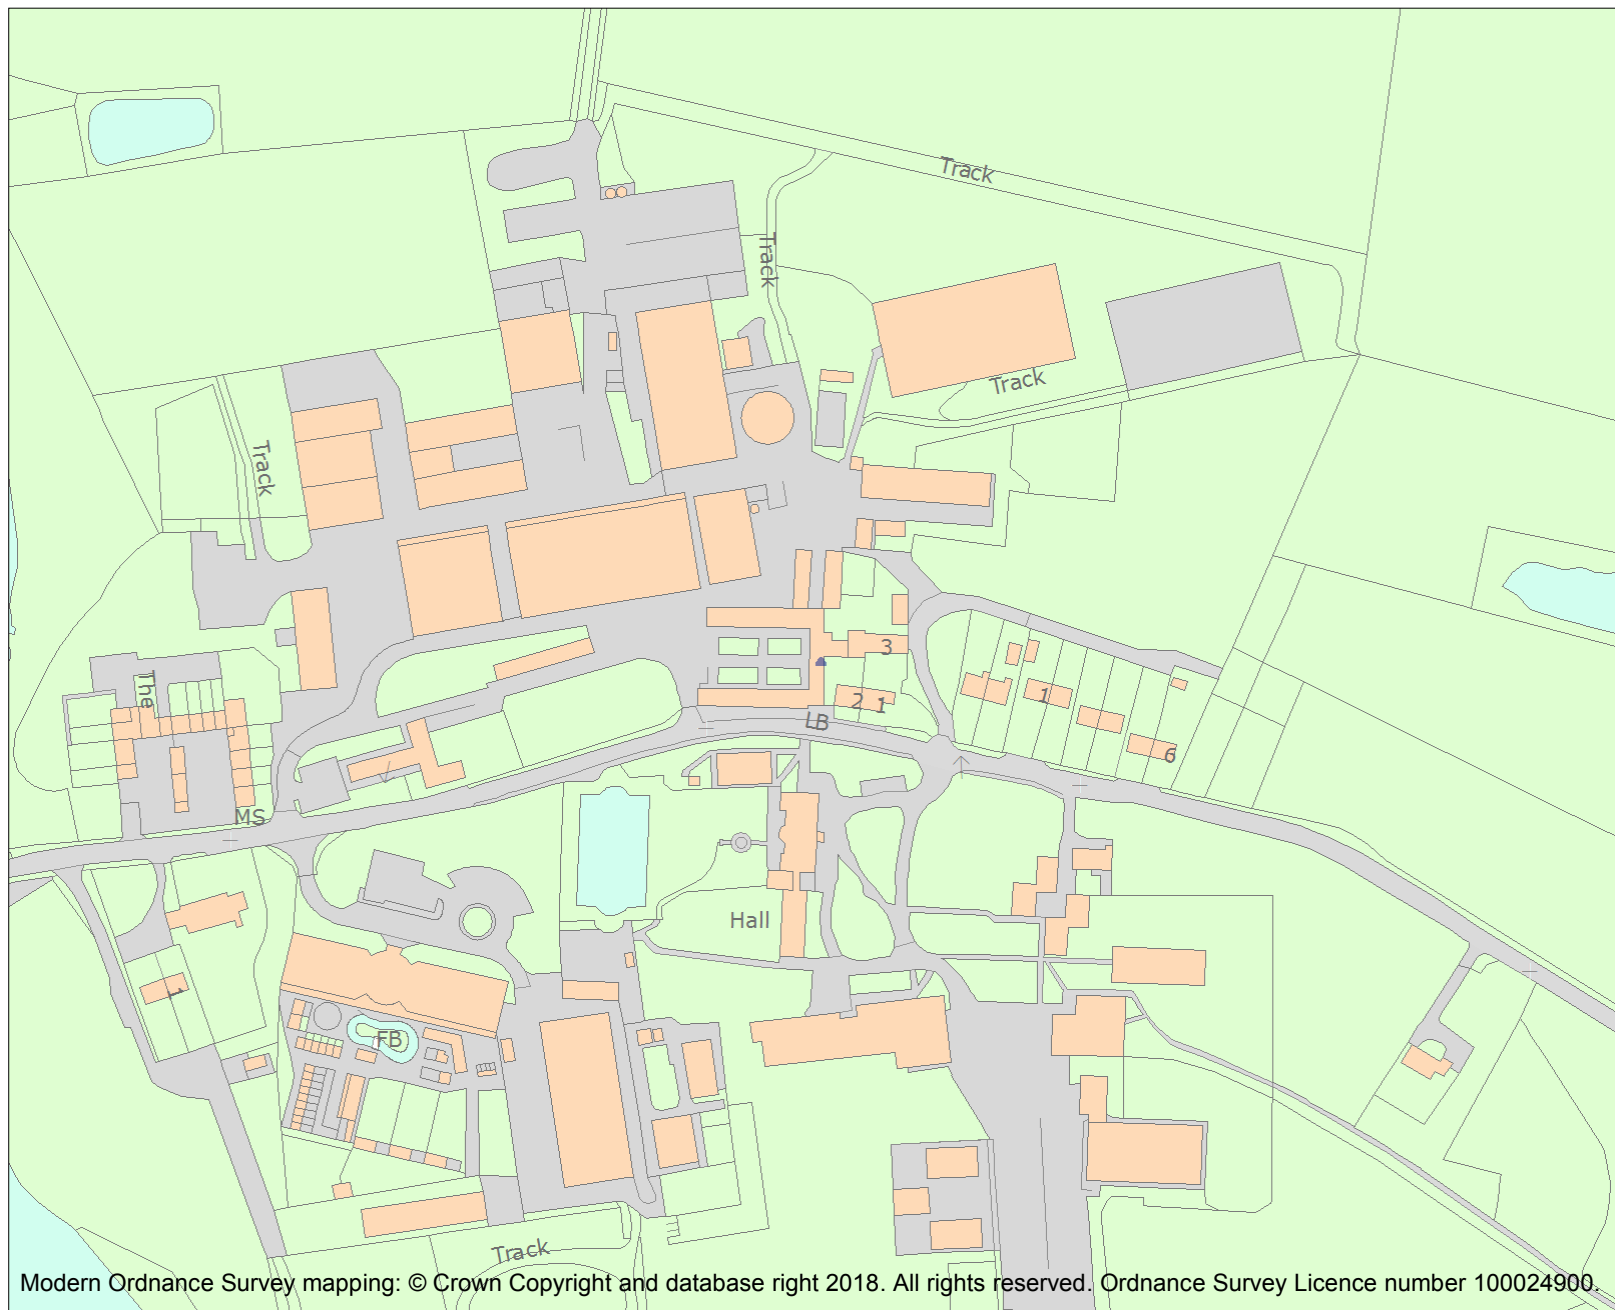 Track
Track
Track
Track
3
The
1
2
1
LB
6
MS
Hall
1
FB
Track
Modern Ordnance Survey mapping: © Crown Copyright and database right 2018. All rights reserved. Ordnance Survey Licence number 100024900.